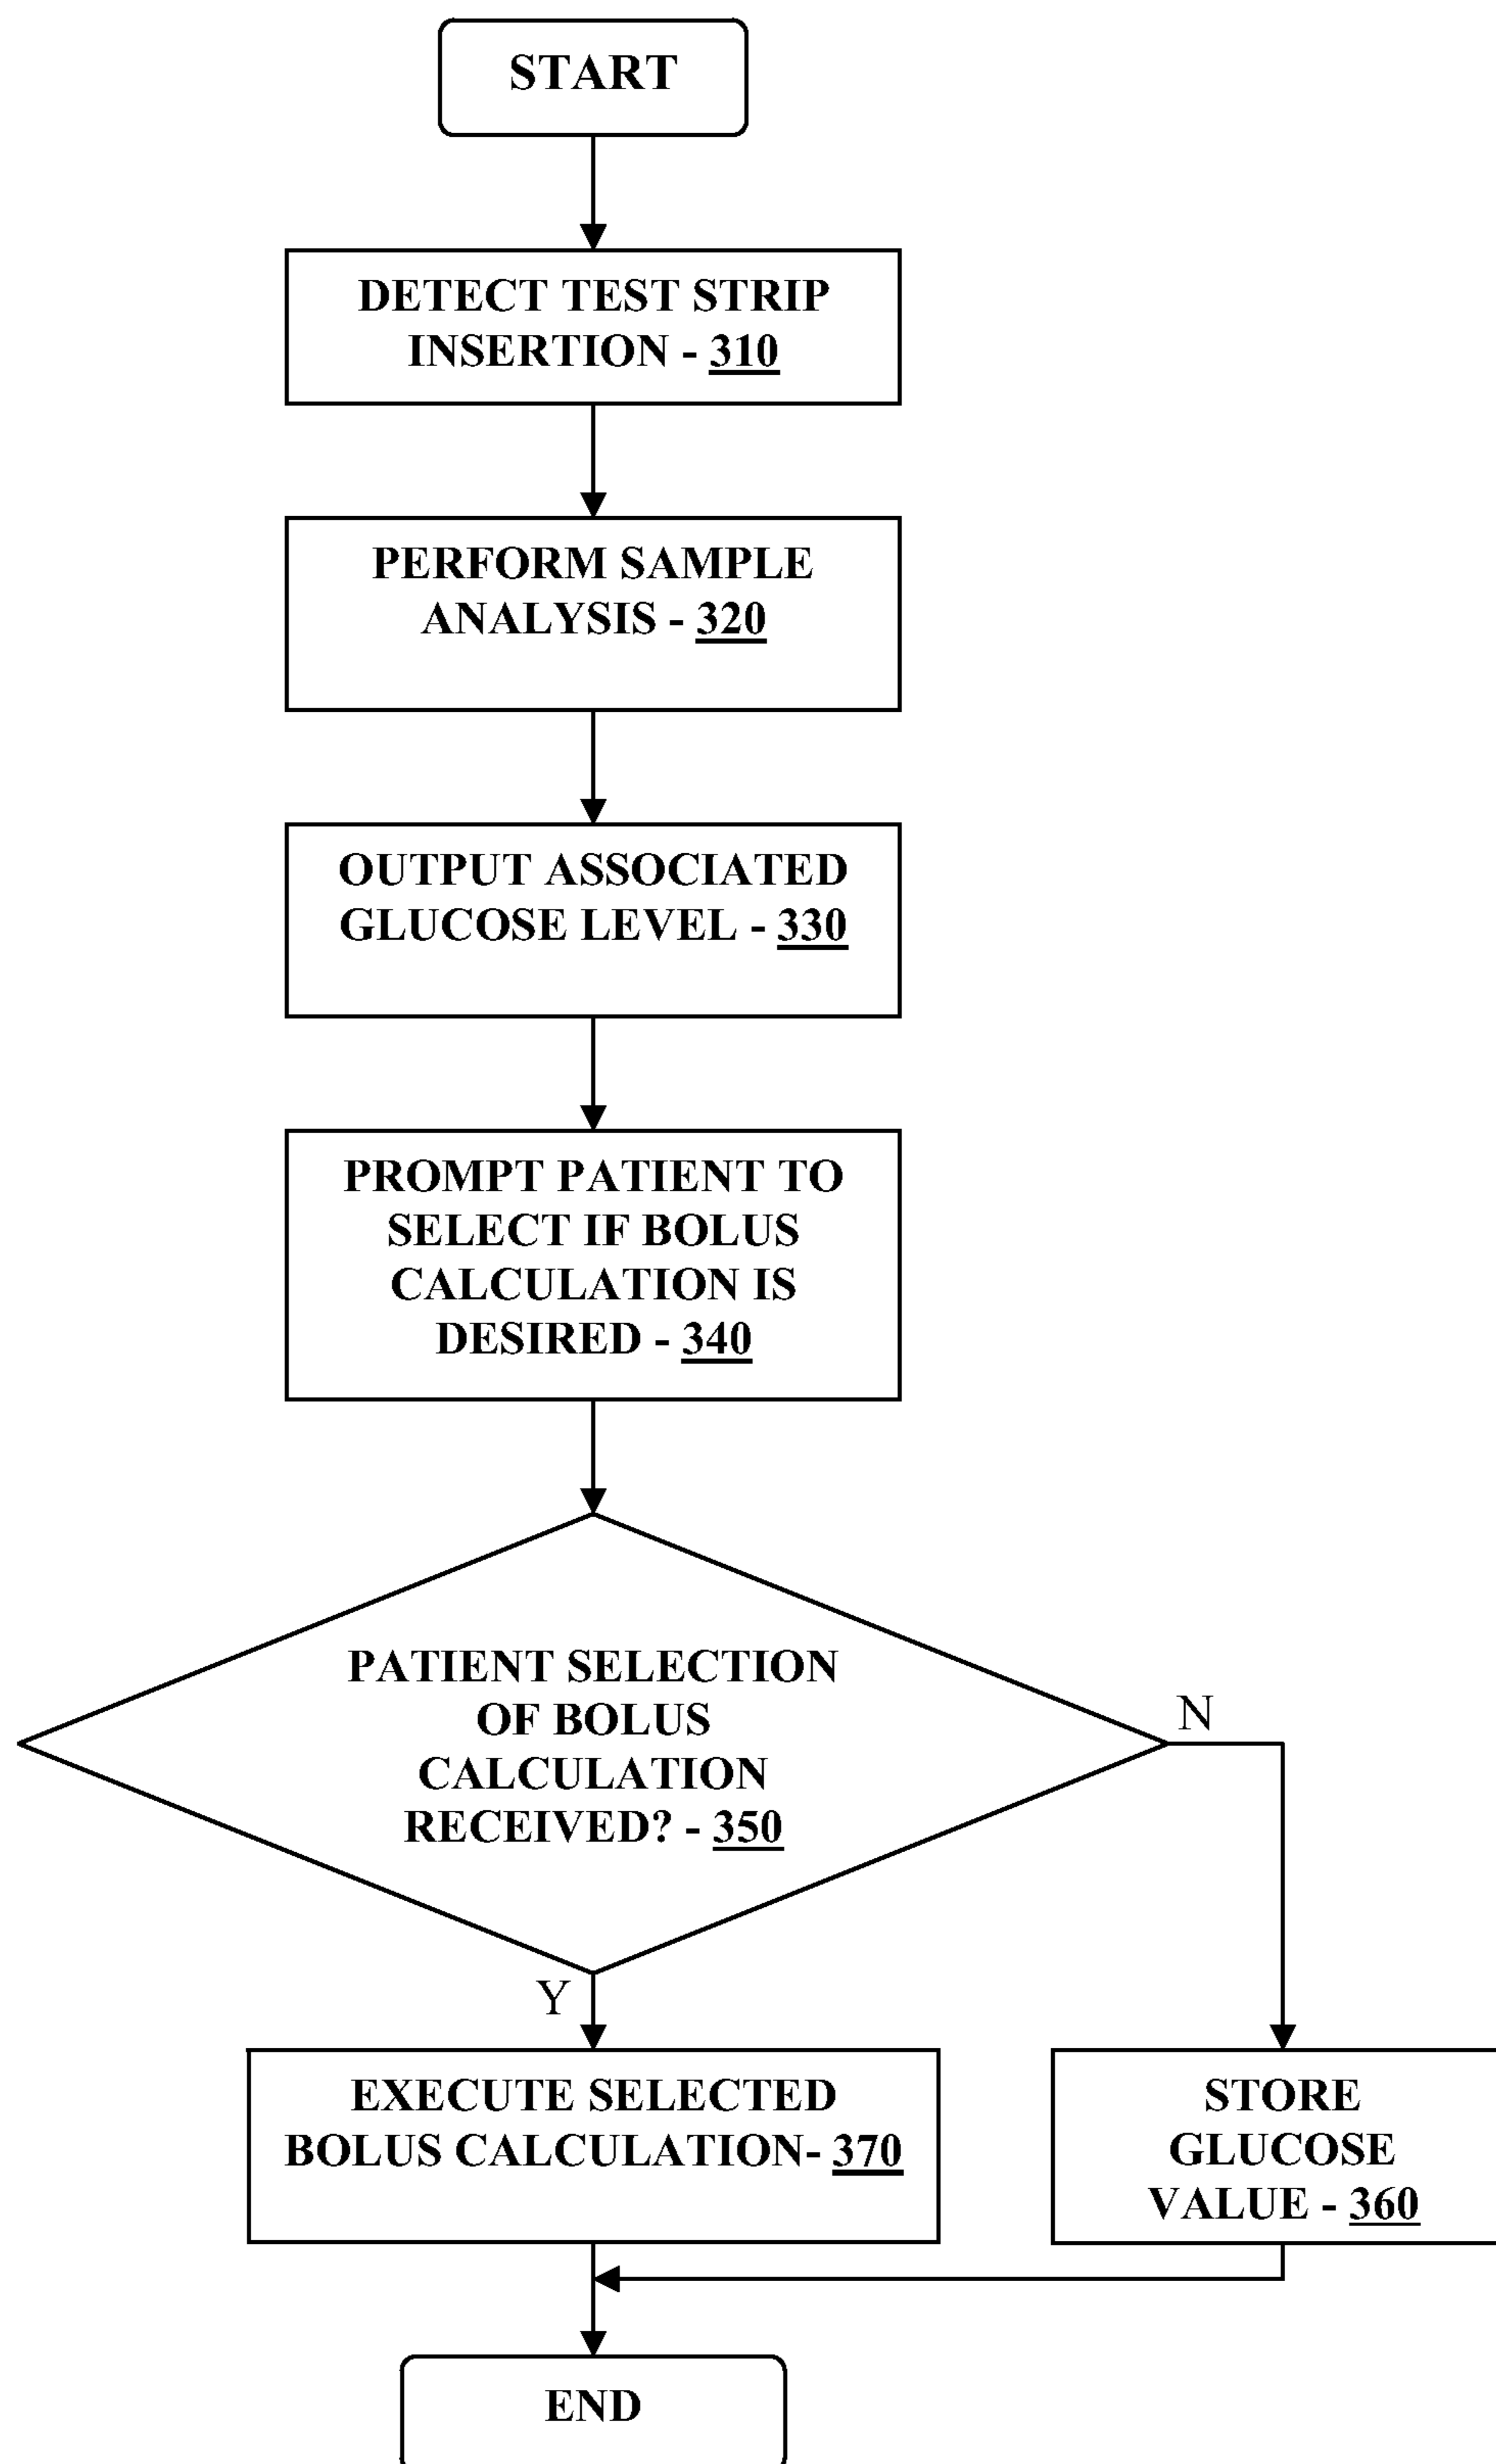 START
DETECT TEST STRIP
INSERTION - 310
PERFORM SAMPLE
ANALYSIS - 320
OUTPUT ASSOCIATED
GLUCOSE LEVEL - 330
PROMPT PATIENT TO
SELECT IF BOLUS
CALCULATION IS
DESIRED - 340
PATIENT SELECTION
OF BOLUS
CALCULATION
RECEIVED? - 350
N
Y
EXECUTE SELECTED
BOLUS CALCULATION- 370
STORE
GLUCOSE
VALUE - 360
END